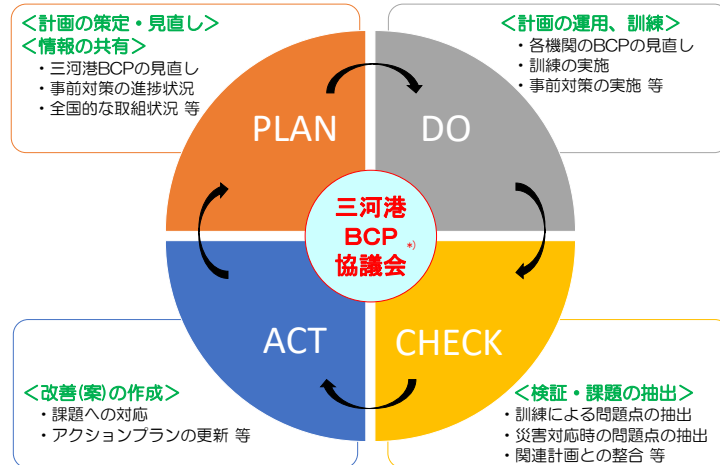 ＜計画の策定・見直し＞
＜情報の共有＞
・三河港BCPの見直し
・事前対策の進捗状況
・全国的な取組状況 等
＜計画の運用、訓練＞
・各機関のBCPの見直し
・訓練の実施
・事前対策の実施 等
PLAN
DO
三河港
BCP *)
協議会
ACT
CHECK
＜改善(案)の作成＞
・課題への対応
・アクションプランの更新 等
＜検証・課題の抽出＞
・訓練による問題点の抽出
・災害対応時の問題点の抽出
・関連計画との整合 等